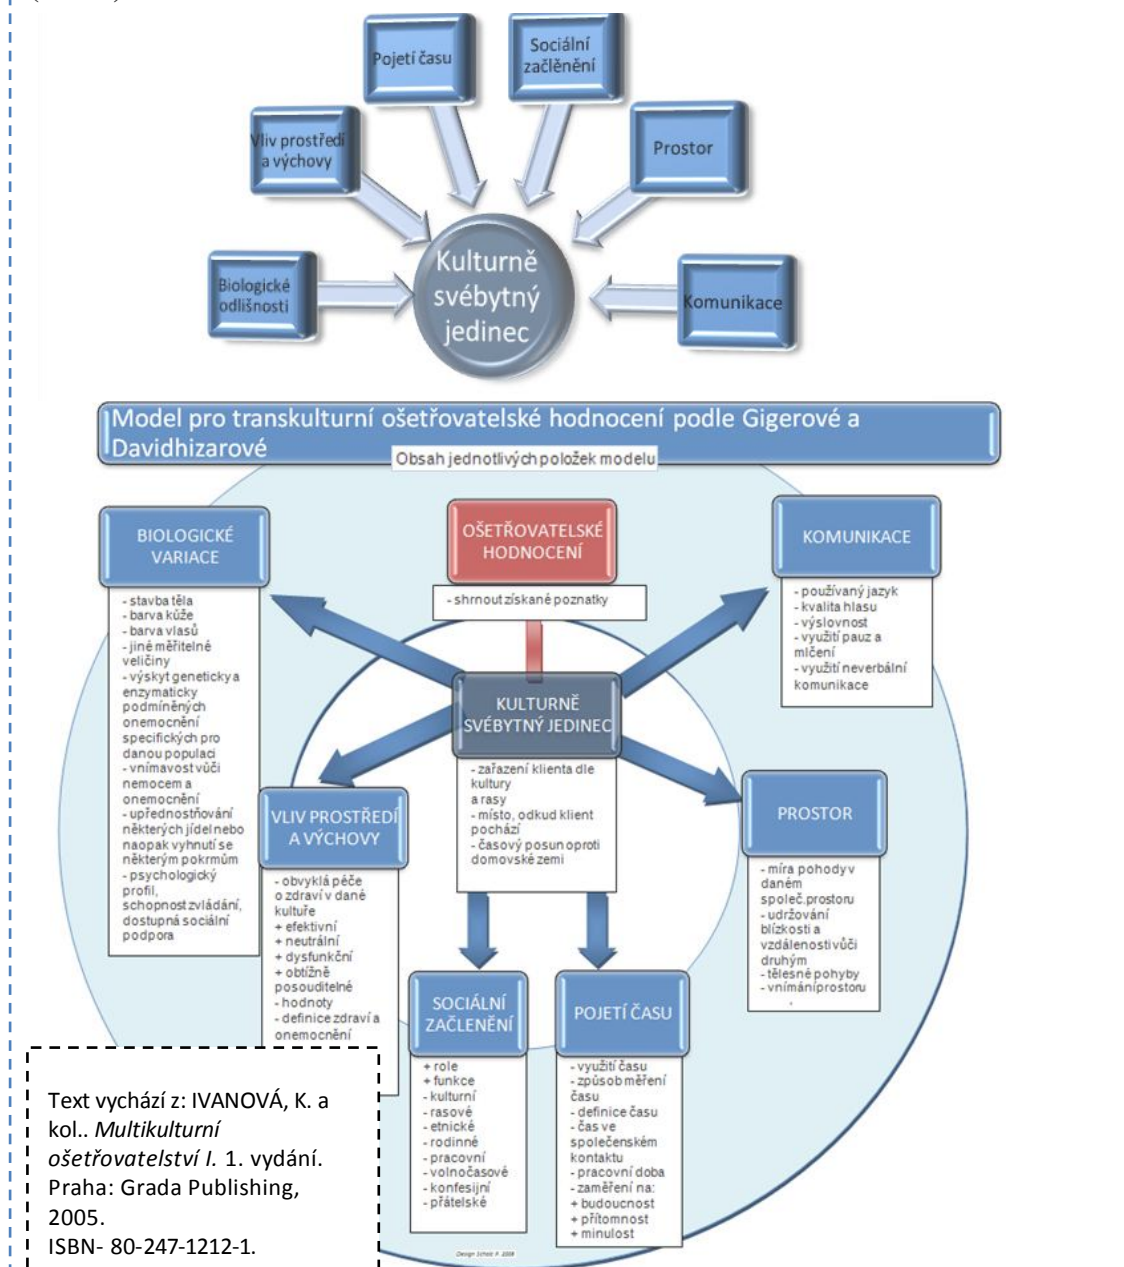 Pojetí času
Sociální
začlěnění
Vliv prostředí
a výchovy
Prostor
Biologické
odlišnosti
Kulturně
svébytný
jedinec
Komunikace
Model pro transkulturní ošetřovatelské hodnocení podle Gigerové a
Davidhizarové
Obsah jednotlivých položek modelu
BIOLOGICKÉ
VARIACE
- stavba těla
- barva kůže
- barva vlasů
- jiné měřitelné
veličiny
- výskyt geneticky a
enzymaticky
podmíněných
onemocnění
specifických pro
danou populaci
- vnímavost vůči
nemocem a
onemocnění
- upřednostňování
některých jídel nebo
naopak vyhnutí se
některým pokrmům
- psychologický
profil,
schopnost zvládání,
dostupná sociální
podpora
OŠETŘOVATELSKÉ
HODNOCENÍ
- shrnout získané poznatky
KOMUNIKACE
- používaný jazyk
- kvalita hlasu
- výslovnost
- využití pauz a
mlčení
- využití neverbální
komunikace
KULTURNĚ
SVÉBYTNÝ JEDINEC
- zařazení klienta dle
kultury
a rasy
- místo, odkud klient
pochází
- časový posun oproti
domovské zemi
VLIV PROSTŘEDÍ
A VÝCHOVY
- obvyklá péče
o zdraví v dané
kultuře
+ efektivní
+ neutrální
+ dysfunkční
+ obtížně
posouditelné
- hodnoty
- definice zdraví a
onemocnění
PROSTOR
- míra pohody v
daném
společ.prostoru
- udržování
blízkosti a
vzdálenosti vůči
druhým
- tělesné pohyby
- vnímání prostoru
SOCIÁLNÍ
ZAČLENĚNÍ
+ role
+ funkce
- kulturní
- rasové
- etnické
- rodinné
- pracovní
- volnočasové
- konfesijní
- přátelské
POJETÍ ČASU
- využití času
- způsob měření
času
- definice času
- čas ve
společenském
kontaktu
- pracovní doba
- zaměření na:
+ budoucnost
+ přítomnost
+ minulost
Text vychází z: IVANOVÁ, K. a
kol.. Multikulturní
ošetřovatelství I. 1. vydání.
Praha: Grada Publishing,
2005.
ISBN- 80-247-1212-1.